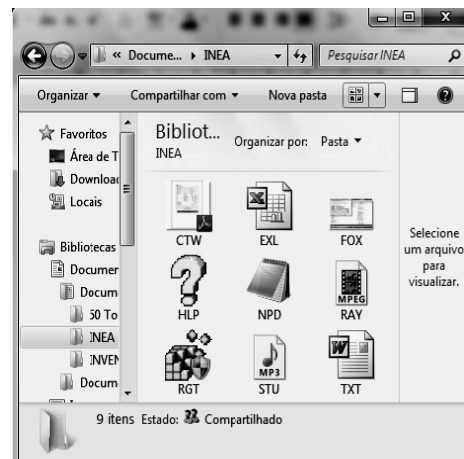 « Docume... ▸ INEA
Pesquisar INEA
Organizar ▾ Compartilhar com ▾ Nova pasta
Favoritos
Área de T
Downloac
Locais
Bibliotecas
Documer
Docum
50 To
INEA
INVEN
Docum
Bibliot...
INEA
Organizar por: Pasta ▾
CTW EXL FOX
HLP NPD RAY
MPEG
RGT STU TXT
MP3
Selecione
um arquivo
para
visualizar.
9 itens Estado: Compartilhado